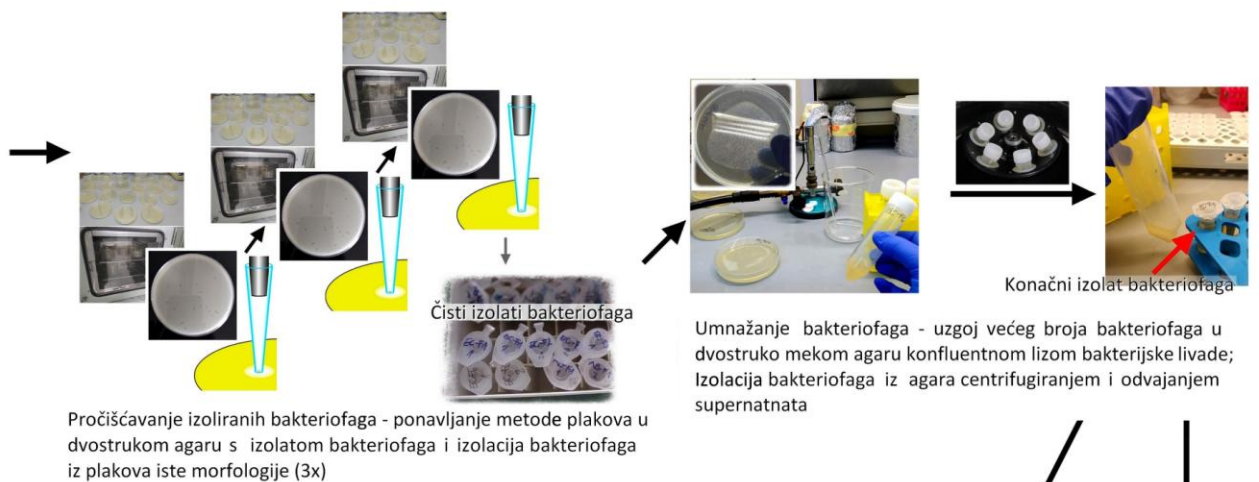 Čisti izolati bakteriofaga
Pročišćavanje izoliranih bakteriofaga - ponavljanje metode plakova u
dvostrukom agaru s izolatom bakteriofaga i izolacija bakteriofaga
iz plakova iste morfologije (3x)
Konačni izolat bakteriofaga
Umnažanje bakteriofaga - uzgoj većeg broja bakteriofaga u
dvostruko mekom agaru konfluentnom lizom bakterijske livade;
Izolacija bakteriofaga iz agara centrifugiranjem i odvajanjem
supernatnata